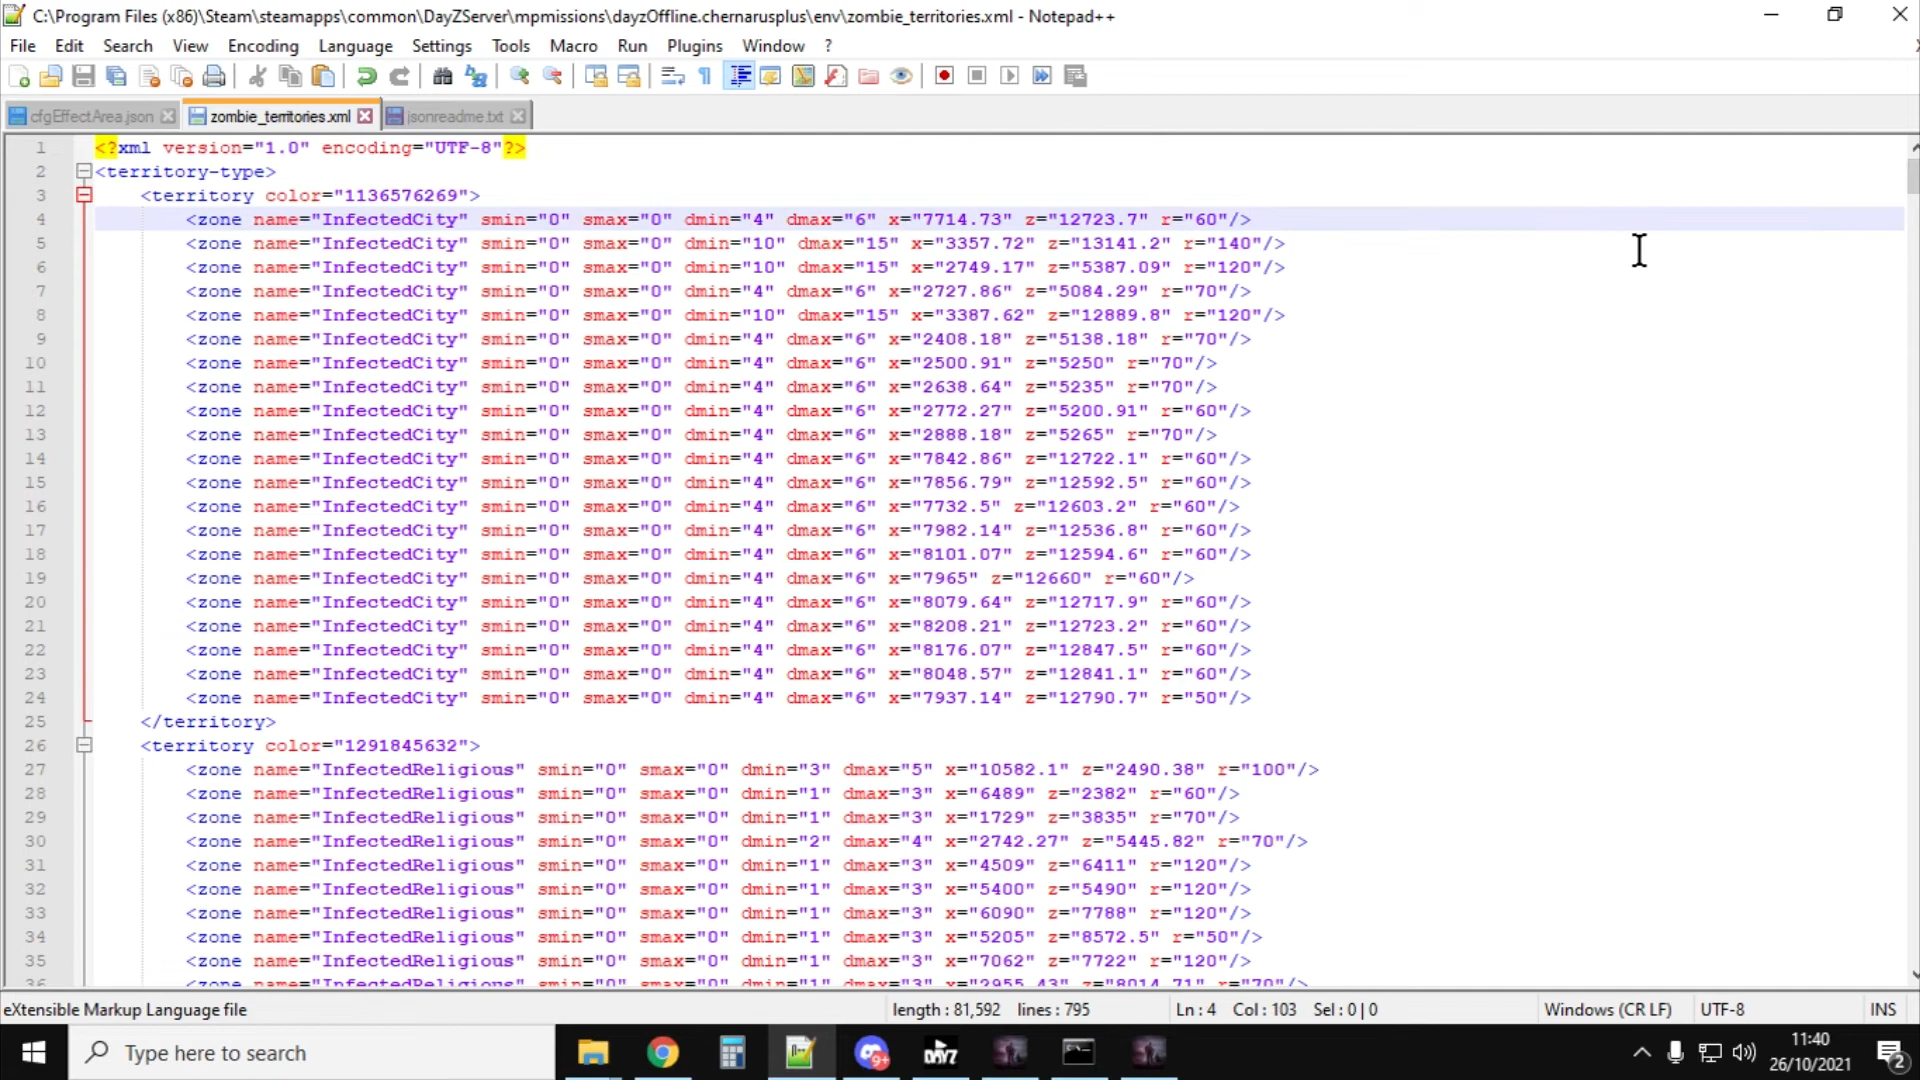 C:\Program Files (x86)\Steam\steamapps\common\DayZServer\mpmissions\dayzOffline.chernarusplus\env\zombie_territories.xml - Notepad++
File Edit Search View Encoding Language Settings Tools Macro Run Plugins Window ?
cfgEffectArea.json zombie_territories.xml jsonreadme.txt
1 <?xml version="1.0" encoding="UTF-8"?>
2 <territory-type>
3 <territory color="1136576269">
4 <zone name="InfectedCity" smin="0" smax="0" dmin="4" dmax="6" x="7714.73" z="12723.7" r="60"/>
5 <zone name="InfectedCity" smin="0" smax="0" dmin="10" dmax="15" x="3357.72" z="13141.2" r="140"/>
6 <zone name="InfectedCity" smin="0" smax="0" dmin="10" dmax="15" x="2749.17" z="5387.09" r="120"/>
7 <zone name="InfectedCity" smin="0" smax="0" dmin="4" dmax="6" x="2727.86" z="5084.29" r="70"/>
8 <zone name="InfectedCity" smin="0" smax="0" dmin="10" dmax="15" x="3387.62" z="12889.8" r="120"/>
9 <zone name="InfectedCity" smin="0" smax="0" dmin="4" dmax="6" x="2408.18" z="5138.18" r="70"/>
10 <zone name="InfectedCity" smin="0" smax="0" dmin="4" dmax="6" x="2500.91" z="5250" r="70"/>
11 <zone name="InfectedCity" smin="0" smax="0" dmin="4" dmax="6" x="2638.64" z="5235" r="70"/>
12 <zone name="InfectedCity" smin="0" smax="0" dmin="4" dmax="6" x="2772.27" z="5200.91" r="60"/>
13 <zone name="InfectedCity" smin="0" smax="0" dmin="4" dmax="6" x="2888.18" z="5265" r="70"/>
14 <zone name="InfectedCity" smin="0" smax="0" dmin="4" dmax="6" x="7842.86" z="12722.1" r="60"/>
15 <zone name="InfectedCity" smin="0" smax="0" dmin="4" dmax="6" x="7856.79" z="12592.5" r="60"/>
16 <zone name="InfectedCity" smin="0" smax="0" dmin="4" dmax="6" x="7732.5" z="12603.2" r="60"/>
17 <zone name="InfectedCity" smin="0" smax="0" dmin="4" dmax="6" x="7982.14" z="12536.8" r="60"/>
18 <zone name="InfectedCity" smin="0" smax="0" dmin="4" dmax="6" x="8101.07" z="12594.6" r="60"/>
19 <zone name="InfectedCity" smin="0" smax="0" dmin="4" dmax="6" x="7965" z="12660" r="60"/>
20 <zone name="InfectedCity" smin="0" smax="0" dmin="4" dmax="6" x="8079.64" z="12717.9" r="60"/>
21 <zone name="InfectedCity" smin="0" smax="0" dmin="4" dmax="6" x="8208.21" z="12723.2" r="60"/>
22 <zone name="InfectedCity" smin="0" smax="0" dmin="4" dmax="6" x="8176.07" z="12847.5" r="60"/>
23 <zone name="InfectedCity" smin="0" smax="0" dmin="4" dmax="6" x="8048.57" z="12841.1" r="60"/>
24 <zone name="InfectedCity" smin="0" smax="0" dmin="4" dmax="6" x="7937.14" z="12790.7" r="50"/>
25 </territory>
26 <territory color="1291845632">
27 <zone name="InfectedReligious" smin="0" smax="0" dmin="3" dmax="5" x="10582.1" z="2490.38" r="100"/>
28 <zone name="InfectedReligious" smin="0" smax="0" dmin="1" dmax="3" x="6489" z="2382" r="60"/>
29 <zone name="InfectedReligious" smin="0" smax="0" dmin="1" dmax="3" x="1729" z="3835" r="70"/>
30 <zone name="InfectedReligious" smin="0" smax="0" dmin="2" dmax="4" x="2742.27" z="5445.82" r="70"/>
31 <zone name="InfectedReligious" smin="0" smax="0" dmin="1" dmax="3" x="4509" z="6411" r="120"/>
32 <zone name="InfectedReligious" smin="0" smax="0" dmin="1" dmax="3" x="5400" z="5490" r="120"/>
33 <zone name="InfectedReligious" smin="0" smax="0" dmin="1" dmax="3" x="6090" z="7788" r="120"/>
34 <zone name="InfectedReligious" smin="0" smax="0" dmin="1" dmax="3" x="5205" z="8572.5" r="50"/>
35 <zone name="InfectedReligious" smin="0" smax="0" dmin="1" dmax="3" x="7062" z="7722" r="120"/>
36 <zone name="InfectedReligious" smin="0" smax="0" dmin="1" dmax="3" x="2955.43" z="8014.71" r="70"/>
eXtensible Markup Language file length : 81,592 lines : 795 Ln : 4 Col : 103 Sel : 0 | 0 Windows (CR LF) UTF-8 INS
Type here to search
9+
DAYZ
11:40
26/10/2021
2